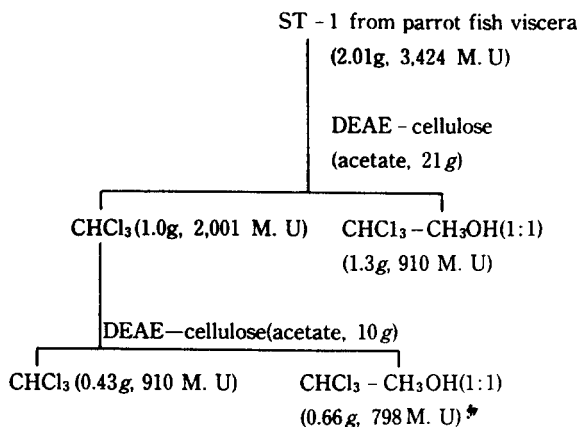 ST - 1 from parrot fish viscera
(2.01g, 3,424 M. U)
DEAE - cellulose
(acetate, 21g)
CHCl₃(1.0g, 2,001 M. U)
CHCl₃ - CH₃OH(1:1)
(1.3g, 910 M. U)
DEAE—cellulose(acetate, 10g)
CHCl₃(0.43g, 910 M. U)
CHCl₃ - CH₃OH(1:1)
(0.66g, 798 M. U)*